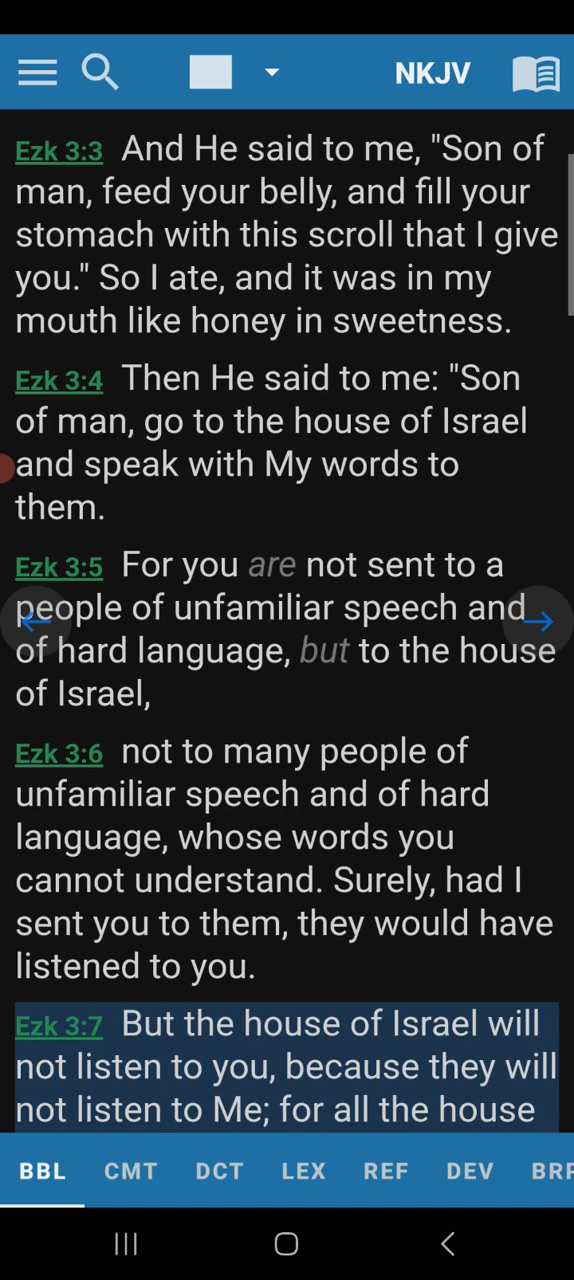 NKJV
Ezk 3:3 And He said to me, "Son of
man, feed your belly, and fill your
stomach with this scroll that I give
you." So I ate, and it was in my
mouth like honey in sweetness.
Ezk 3:4 Then He said to me: "Son
of man, go to the house of Israel
and speak with My words to
them.
Ezk 3:5 For you are not sent to a
people of unfamiliar speech and
of hard language, but to the house
of Israel,
Ezk 3:6 not to many people of
unfamiliar speech and of hard
language, whose words you
cannot understand. Surely, had I
sent you to them, they would have
listened to you.
Ezk 3:7 But the house of Israel will
not listen to you, because they will
not listen to Me; for all the house
BBL CMT DCT LEX REF DEV BRP